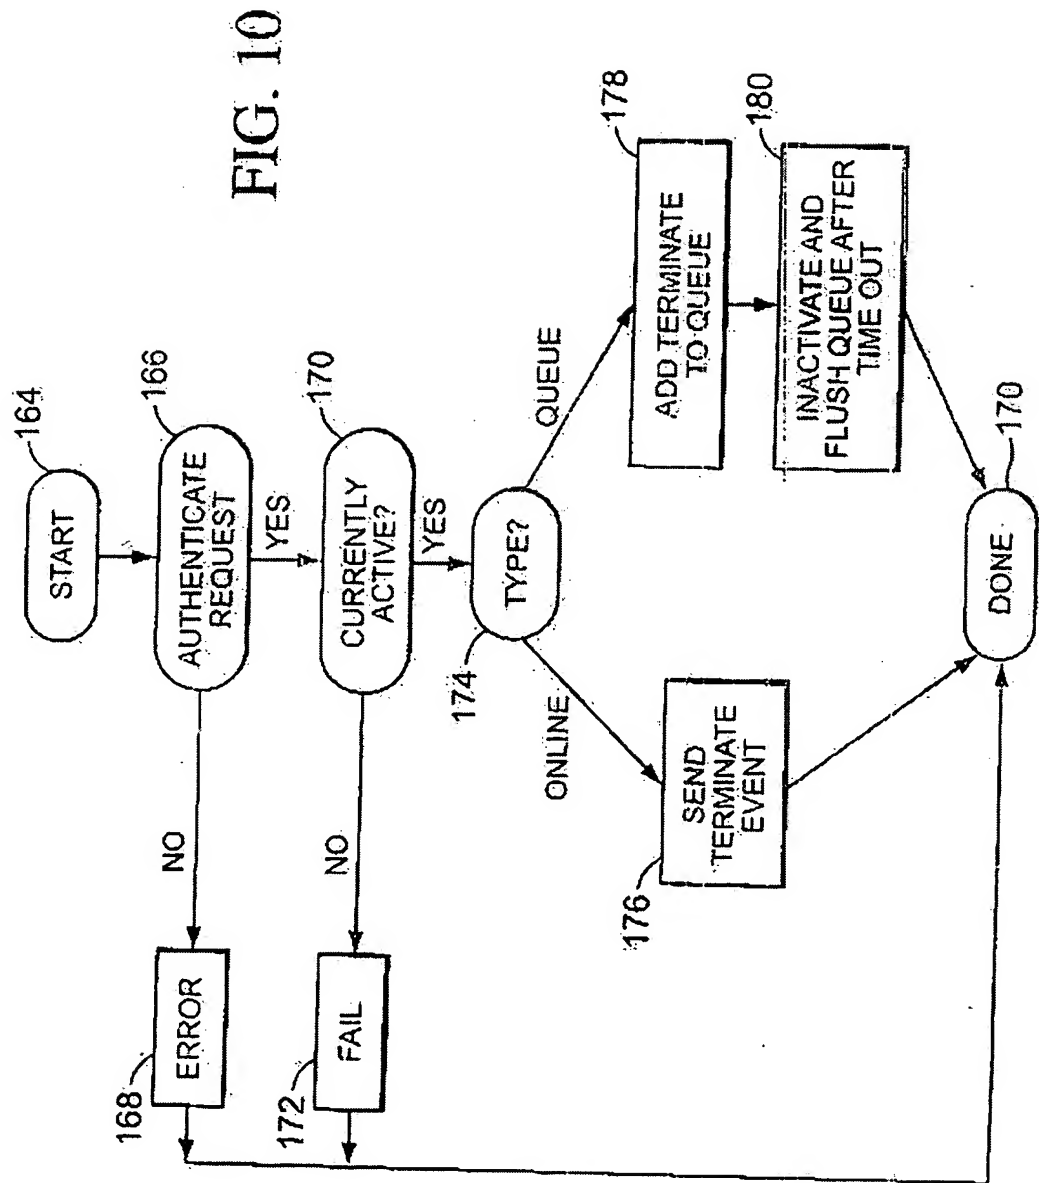 FIG. 10
164
START
166
AUTHENTICATE
REQUEST
NO
168
ERROR
YES
170
CURRENTLY
ACTIVE?
NO
172
FAIL
YES
174
TYPE?
ONLINE
QUEUE
176
SEND
TERMINATE
EVENT
178
ADD TERMINATE
TO QUEUE
180
INACTIVATE AND
FLUSH QUEUE AFTER
TIME OUT
170
DONE